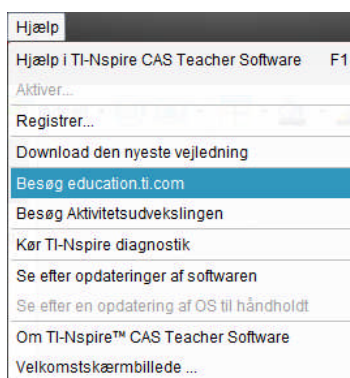 Hjælp
Hjælp i TI-Nspire CAS Teacher Software F1
Aktiver...
Registrer...
Download den nyeste vejledning
Besøg education.ti.com
Besøg Aktivitetsudvekslingen
Kør TI-Nspire diagnostik
Se efter opdateringer af softwaren
Se efter en opdatering af OS til håndholdt
Om TI-Nspire™ CAS Teacher Software
Velkomstskærmbillede ...